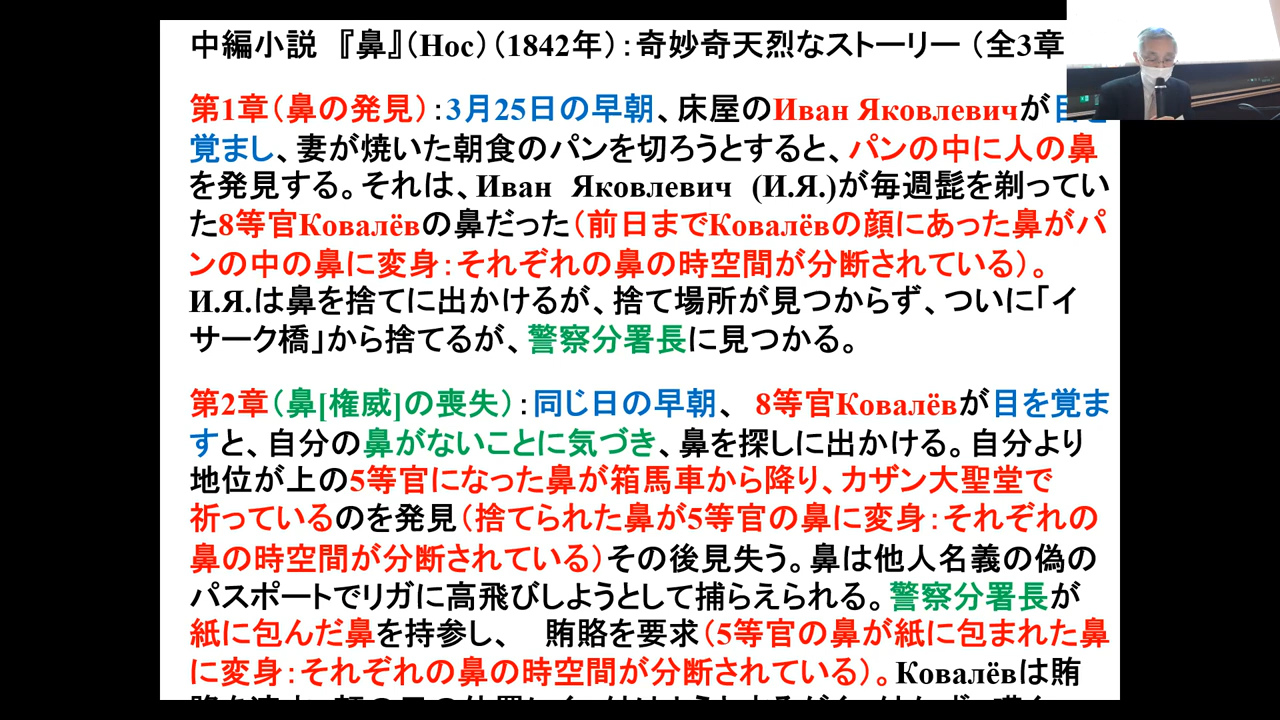 中編小説 『鼻』(Нос)(1842年):奇妙奇天烈なストーリー (全3章
第1章(鼻の発見):3月25日の早朝、床屋のИван Яковлевичが目を
覚まし、妻が焼いた朝食のパンを切ろうとすると、パンの中に人の鼻
を発見する。それは、Иван Яковлевич (И.Я.)が毎週髭を剃ってい
た8等官Ковалёвの鼻だった(前日までКовалёвの顔にあった鼻がパ
ンの中の鼻に変身:それぞれの鼻の時空間が分断されている)。
И.Я.は鼻を捨てに出かけるが、捨て場所が見つからず、ついに「イ
サーク橋」から捨てるが、警察分署長に見つかる。
第2章(鼻[権威]の喪失):同じ日の早朝、 8等官Ковалёвが目を覚ま
すと、自分の鼻がないことに気づき、鼻を探しに出かける。自分より
地位が上の5等官になった鼻が箱馬車から降り、カザン大聖堂で
祈っているのを発見(捨てられた鼻が5等官の鼻に変身:それぞれの
鼻の時空間が分断されている)その後見失う。鼻は他人名義の偽の
パスポートでリガに高飛びしようとして捕らえられる。警察分署長が
紙に包んだ鼻を持参し、 賄賂を要求(5等官の鼻が紙に包まれた鼻
に変身:それぞれの鼻の時空間が分断されている)。Ковалёвは賄